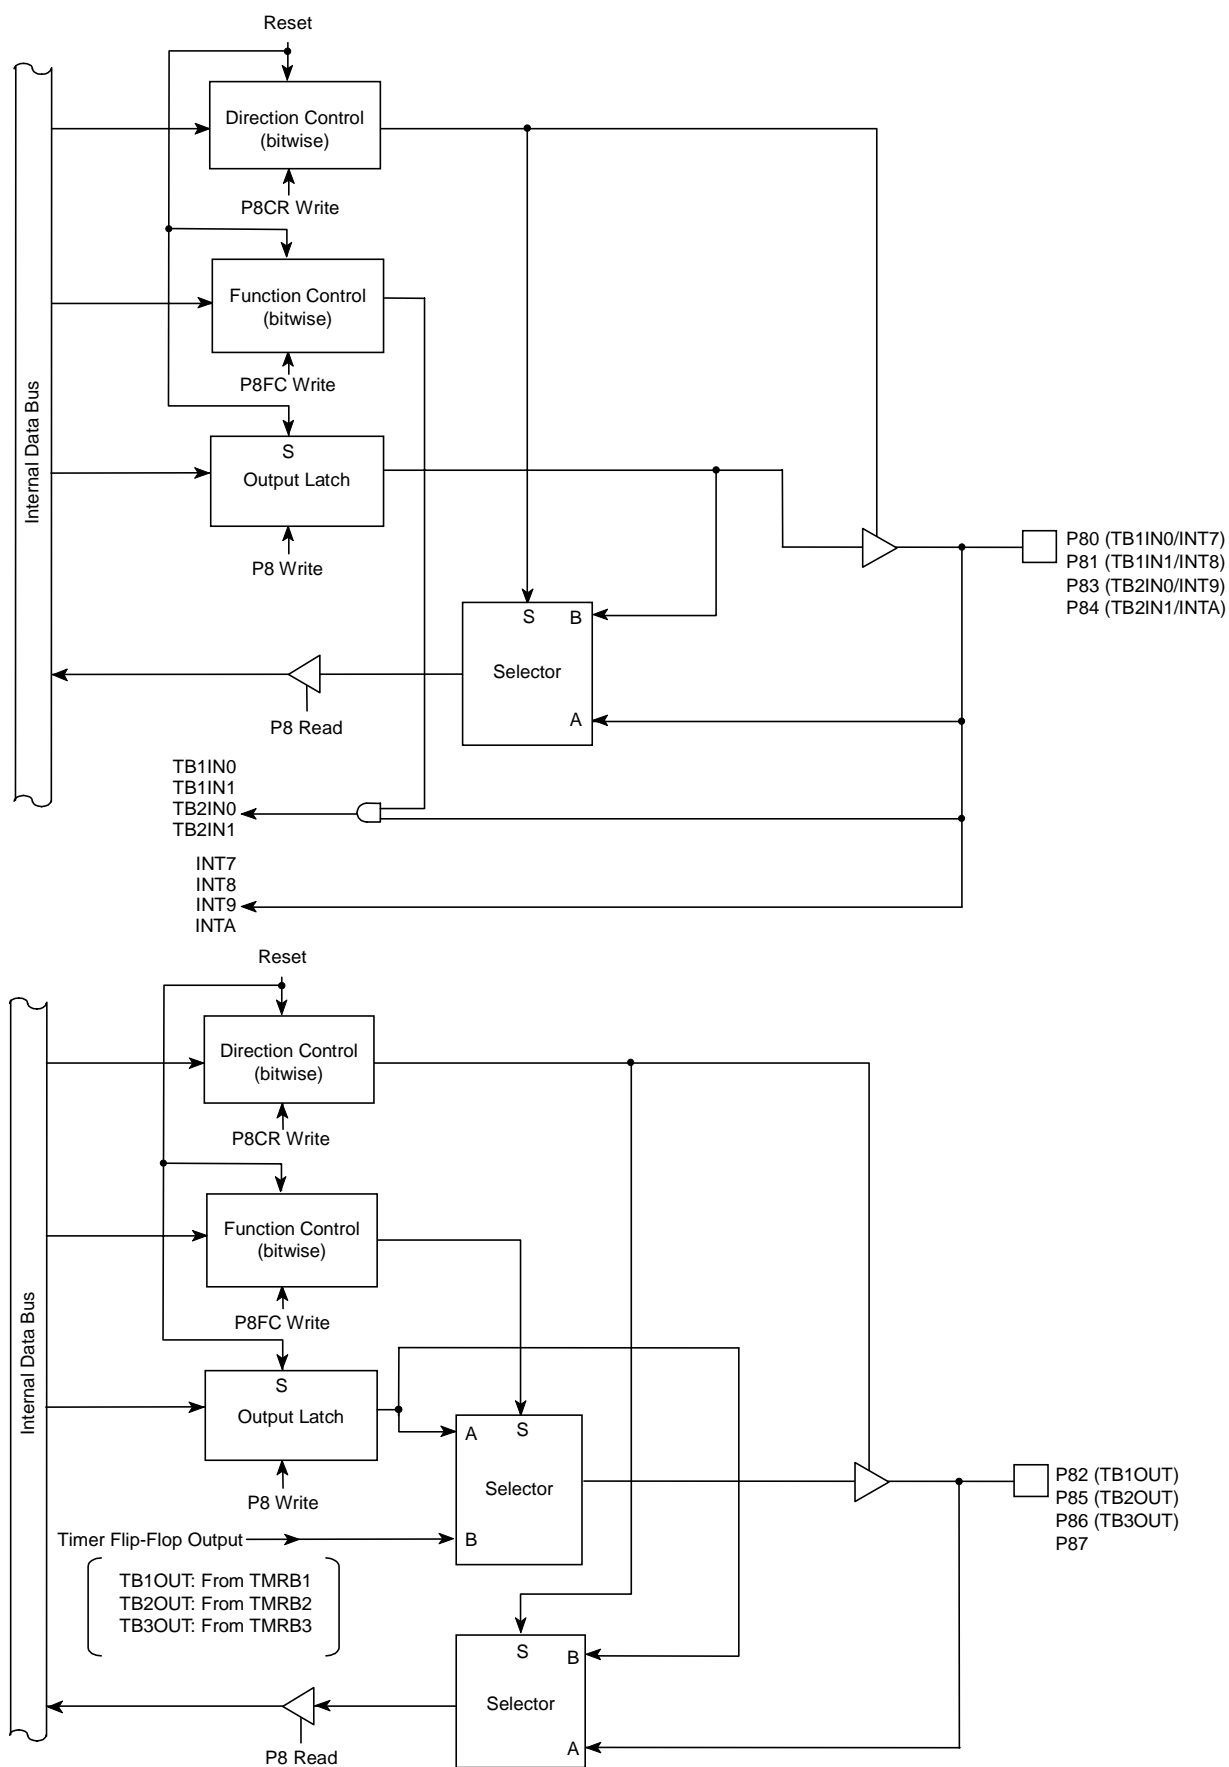 Reset
Direction Control
(bitwise)
P8CR Write
Function Control
(bitwise)
P8FC Write
Internal Data Bus
S
Output Latch
P8 Write
P80 (TB1IN0/INT7)
P81 (TB1IN1/INT8)
P83 (TB2IN0/INT9)
P84 (TB2IN1/INTA)
S
B
Selector
A
P8 Read
TB1IN0
TB1IN1
TB2IN0
TB2IN1
INT7
INT8
INT9
INTA
Reset
Direction Control
(bitwise)
P8CR Write
Function Control
(bitwise)
P8FC Write
Internal Data Bus
S
Output Latch
P8 Write
A
S
Selector
B
Timer Flip-Flop Output
TB1OUT: From TMRB1
TB2OUT: From TMRB2
TB3OUT: From TMRB3
P82 (TB1OUT)
P85 (TB2OUT)
P86 (TB3OUT)
P87
S
B
Selector
A
P8 Read